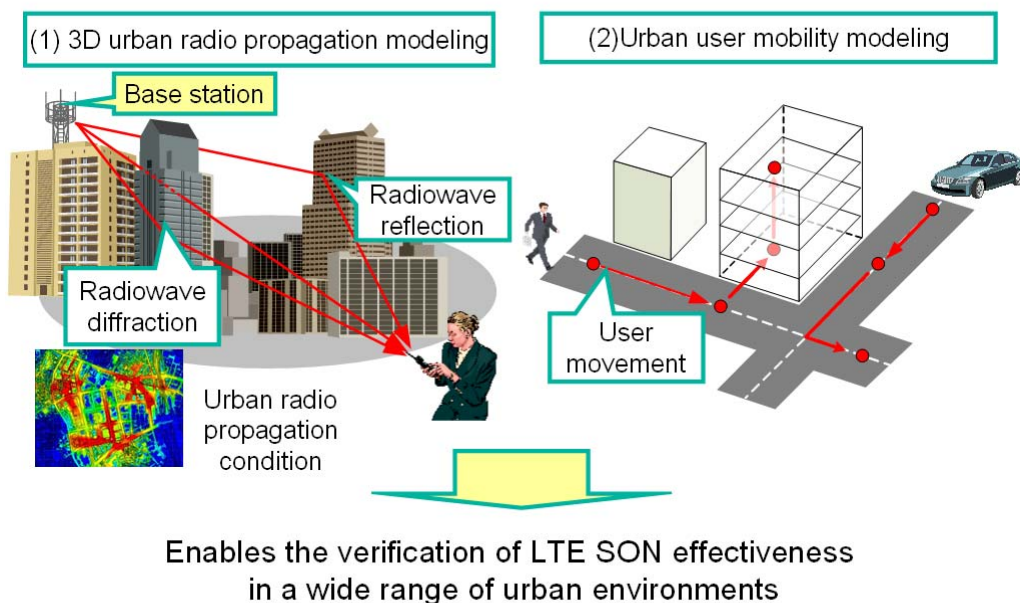 (1) 3D urban radio propagation modeling
Base station
Radiowave
reflection
Radiowave
diffraction
Urban radio
propagation
condition
(2)Urban user mobility modeling
User
movement
Enables the verification of LTE SON effectiveness
in a wide range of urban environments